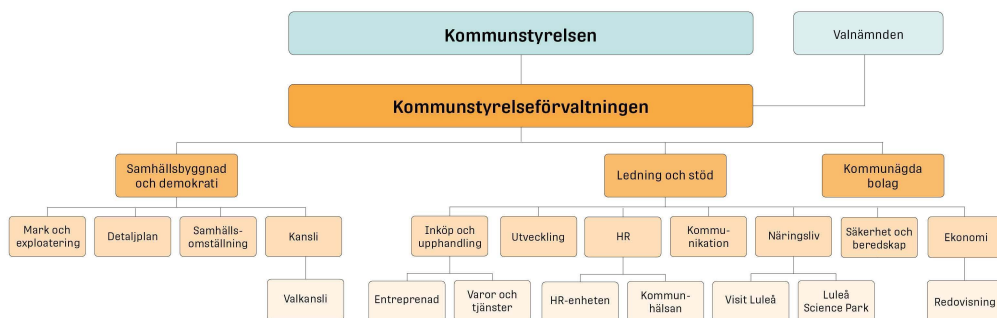 Kommunstyrelsen
Valnämnden
Kommunstyrelseförvaltningen
Samhällsbyggnad
och demokrati
Ledning och stöd
Kommunägda
bolag
Mark och
exploatering
Detaljplan
Samhälls-
omställning
Kansli
Inköp och
upphandling
Utveckling
HR
Kommu-
nikation
Näringsliv
Säkerhet och
beredskap
Ekonomi
Valkansli
Entreprenad
Varor och
tjänster
HR-enheten
Kommun-
hälsan
Visit Luleå
Luleå
Science Park
Redovisning